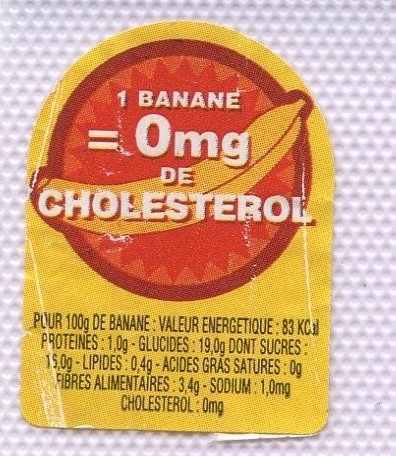 1 BANANE
= 0mg
DE
CHOLESTEROL
POUR 100g DE BANANE : VALEUR ENERGETIQUE : 83 KCal
PROTEINES : 1,0g - GLUCIDES : 19,0g DONT SUCRES :
15,0g - LIPIDES : 0,4g - ACIDES GRAS SATURES : 0g
FIBRES ALIMENTAIRES : 3,4g - SODIUM : 1,0mg
CHOLESTEROL : 0mg